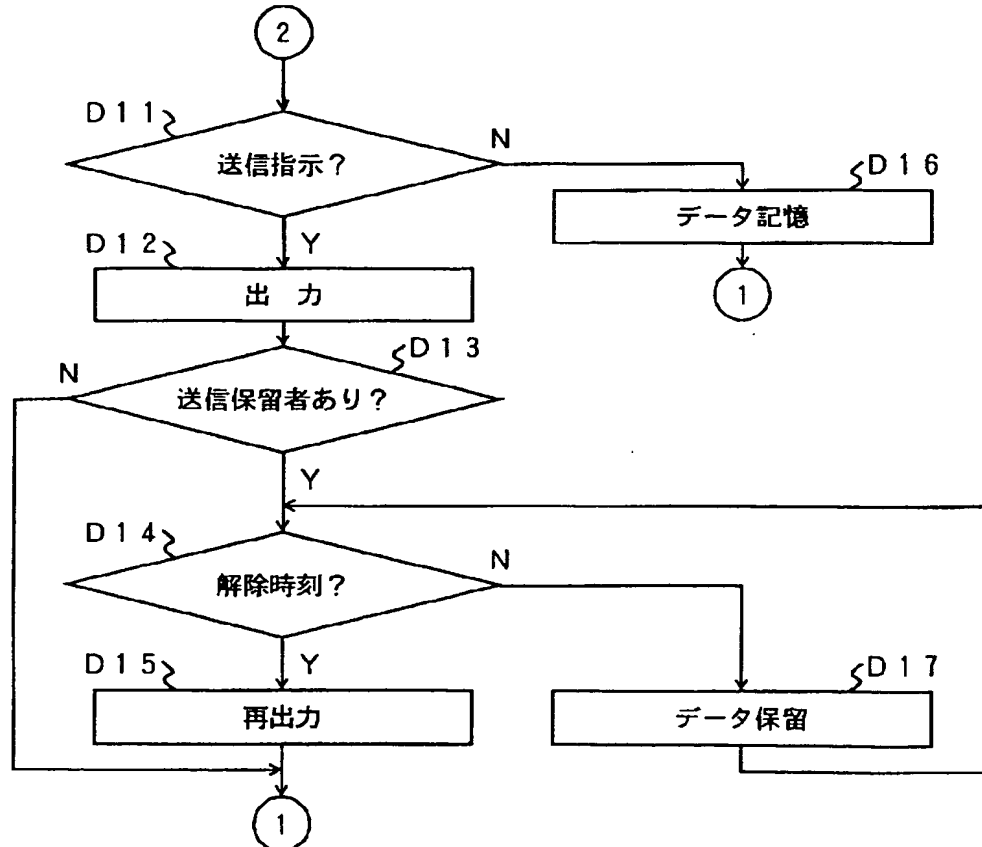 2
D11
送信指示?
N
D16
データ記憶
Y
D12
1
出 力
D13
N
送信保留者あり?
Y
D14
N
解除時刻?
Y
D15
D17
再出力
データ保留
1